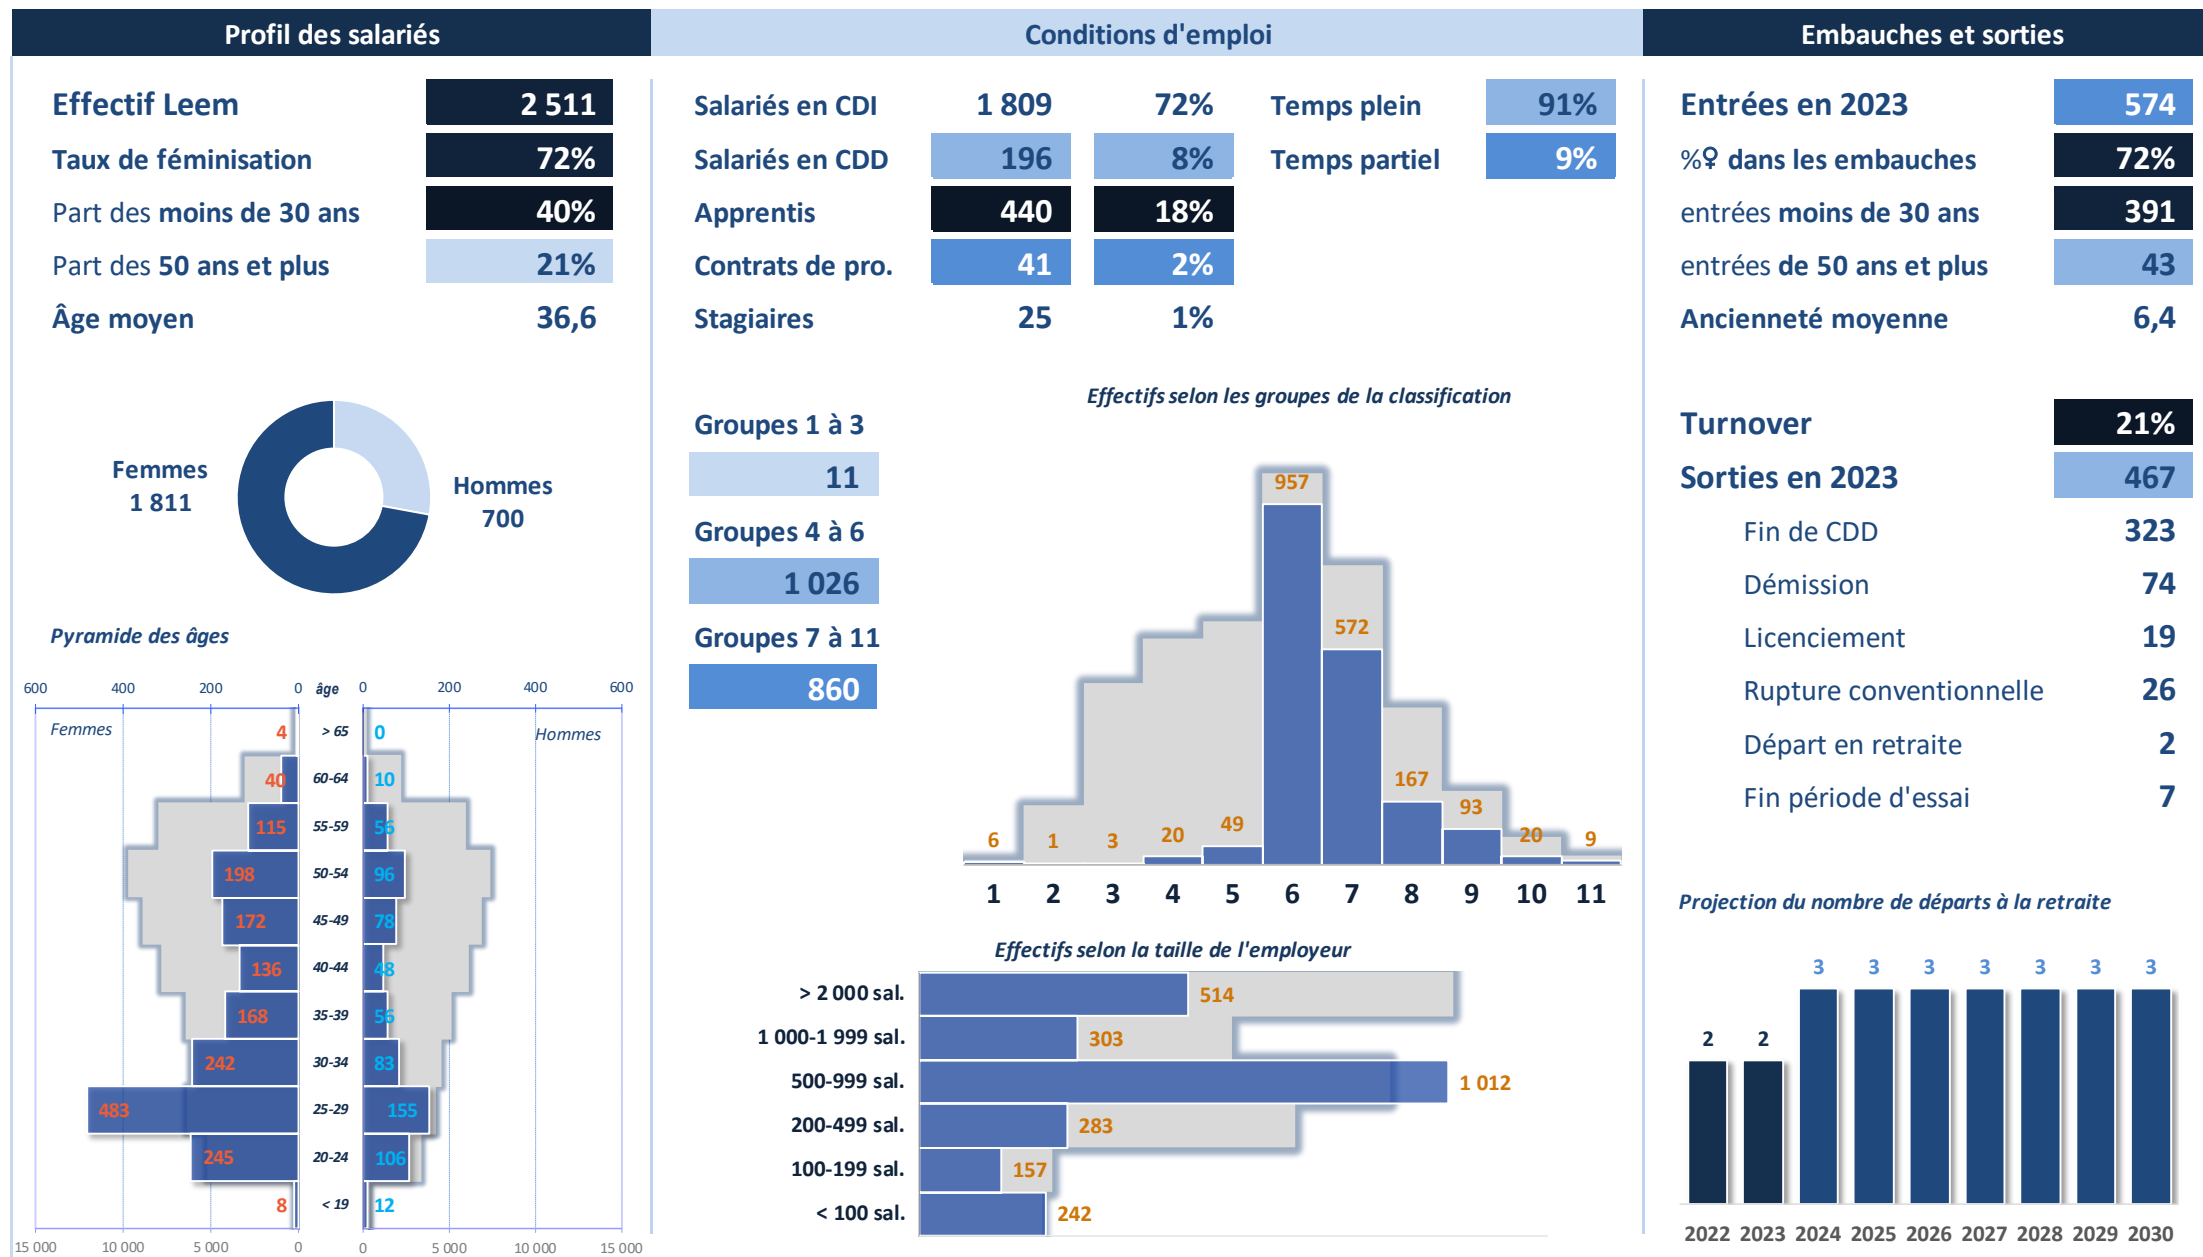 Profil des salariés
Effectif Leem 2 511
Taux de féminisation 72%
Part des moins de 30 ans 40%
Part des 50 ans et plus 21%
Âge moyen 36,6
Femmes
1 811
Hommes
700
Pyramide des âges
600 400 200 0 âge 0 200 400 600
Femmes Hommes
4 > 65 0
40 60-64 10
115 55-59 56
198 50-54 96
172 45-49 78
136 40-44 48
168 35-39 56
242 30-34 83
483 25-29 155
245 20-24 106
8 < 19 12
15 000 10 000 5 000 0 0 5 000 10 000 15 000
Conditions d'emploi
Salariés en CDI 1 809 72% Temps plein 91%
Salariés en CDD 196 8% Temps partiel 9%
Apprentis 440 18%
Contrats de pro. 41 2%
Stagiaires 25 1%
Groupes 1 à 3
11
Groupes 4 à 6
1 026
Groupes 7 à 11
860
Effectifs selon les groupes de la classification
6 1 3 20 49 957 572 167 93 20 9
1 2 3 4 5 6 7 8 9 10 11
Effectifs selon la taille de l'employeur
> 2 000 sal. 514
1 000-1 999 sal. 303
500-999 sal. 1 012
200-499 sal. 283
100-199 sal. 157
< 100 sal. 242
Embauches et sorties
Entrées en 2023 574
%♀ dans les embauches 72%
entrées moins de 30 ans 391
entrées de 50 ans et plus 43
Ancienneté moyenne 6,4
Turnover 21%
Sorties en 2023 467
Fin de CDD 323
Démission 74
Licenciement 19
Rupture conventionnelle 26
Départ en retraite 2
Fin période d'essai 7
Projection du nombre de départs à la retraite
2 2 3 3 3 3 3 3 3
2022 2023 2024 2025 2026 2027 2028 2029 2030